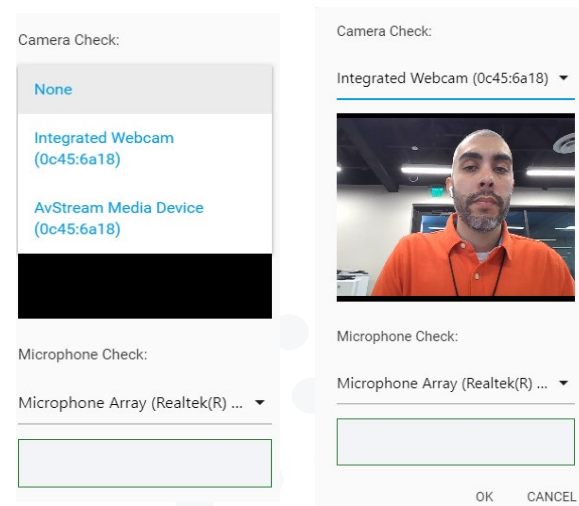 Camera Check:
None
Integrated Webcam
(0c45:6a18)
AvStream Media Device
(0c45:6a18)
Microphone Check:
Microphone Array (Realtek(R) ...
Camera Check:
Integrated Webcam (0c45:6a18)
Microphone Check:
Microphone Array (Realtek(R) ...
OK CANCEL